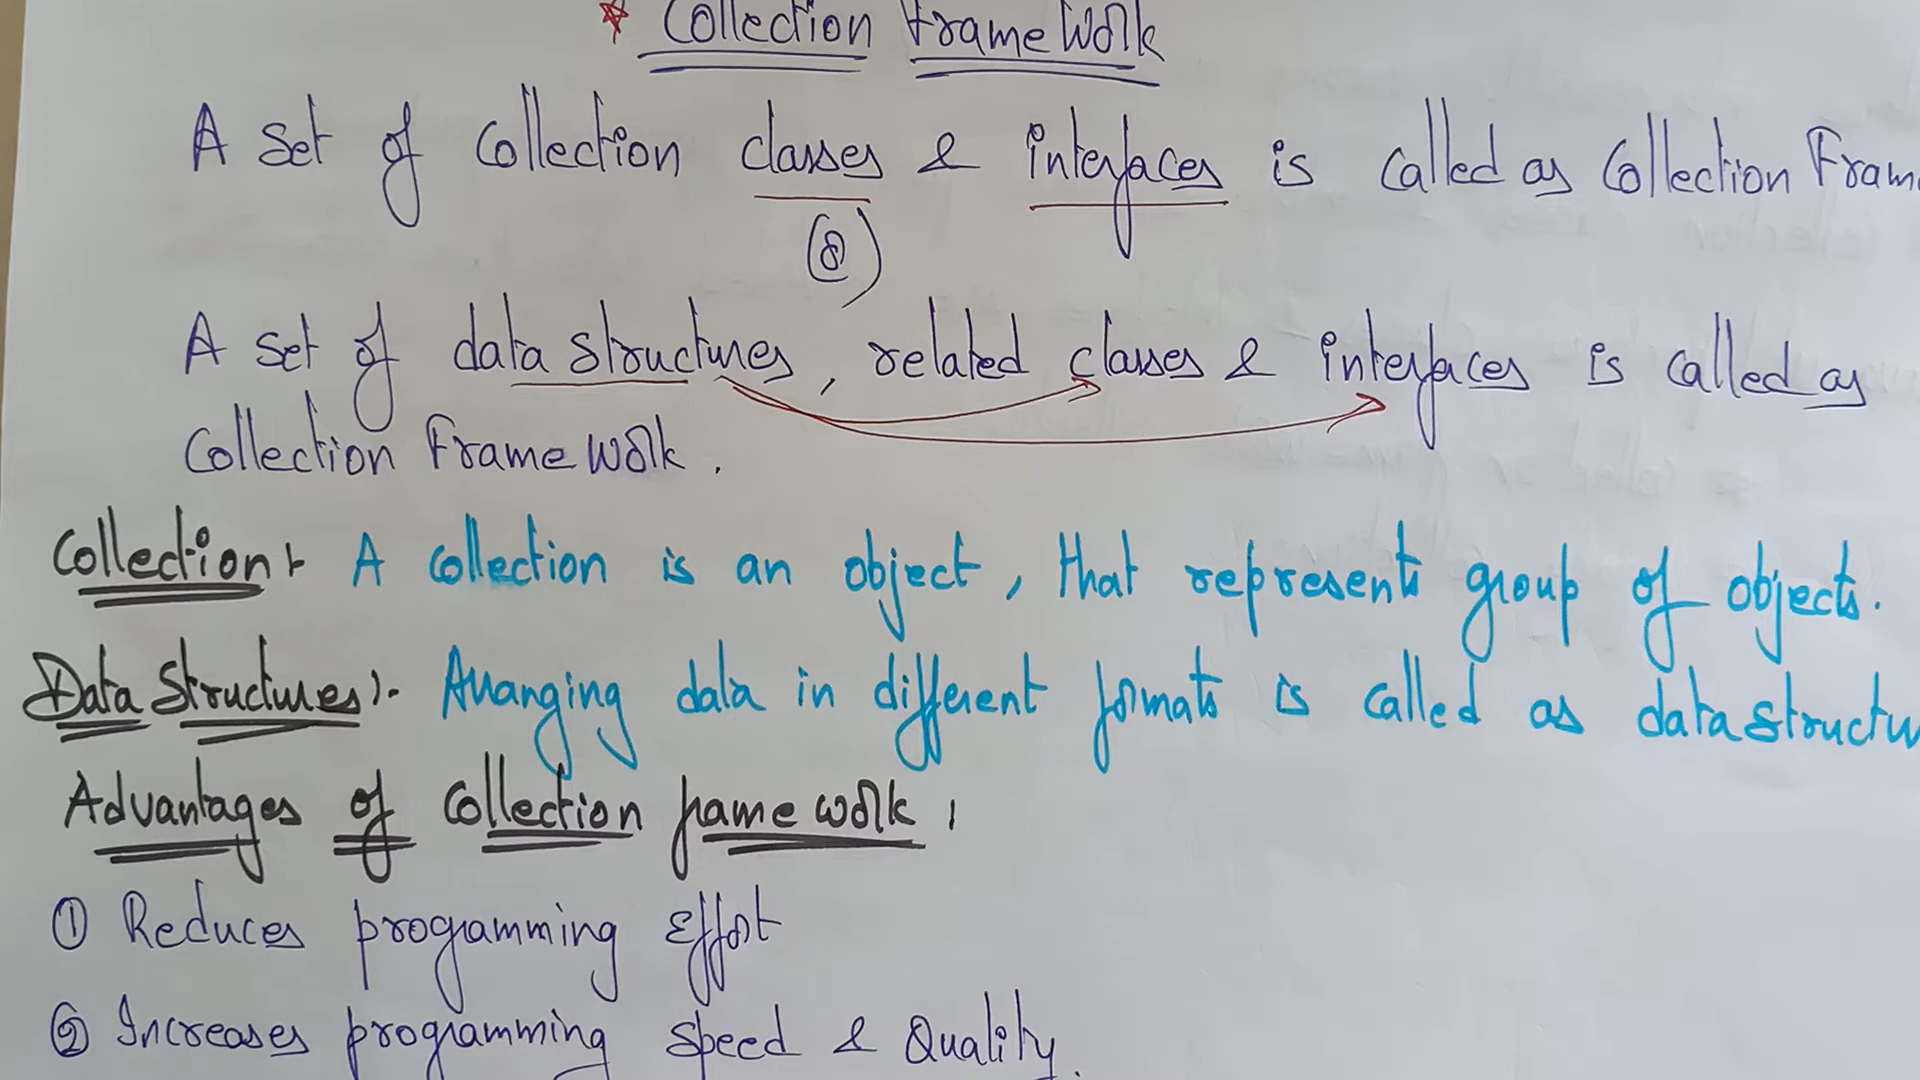 * Collection Frame Work
A set of Collection classes & interfaces is called as Collection Fram
(or)
A set of data structures, related classes & interfaces is called as
Collection Frame Work.
Collection :- A collection is an object, that represents group of objects.
Data Structures :- Arranging data in different formats is called as data structu
Advantages of Collection frame work :
① Reduces programming Effort
② Increases programming speed & Quality.